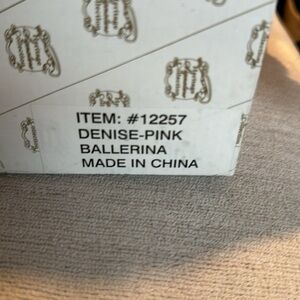 ITEM: #12257
DENISE-PINK
BALLERINA
MADE IN CHINA